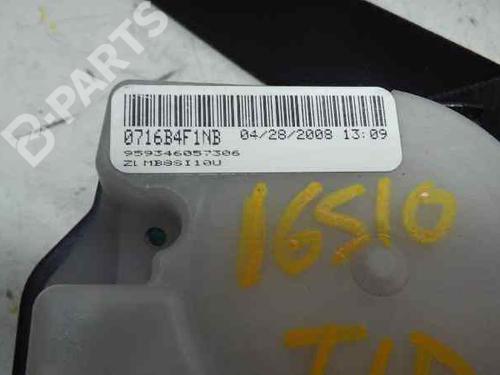 B-PARTS
0716B4F1NB 04/28/2008 13:09
959346057306
ZLMB8SI10U
16510
TID